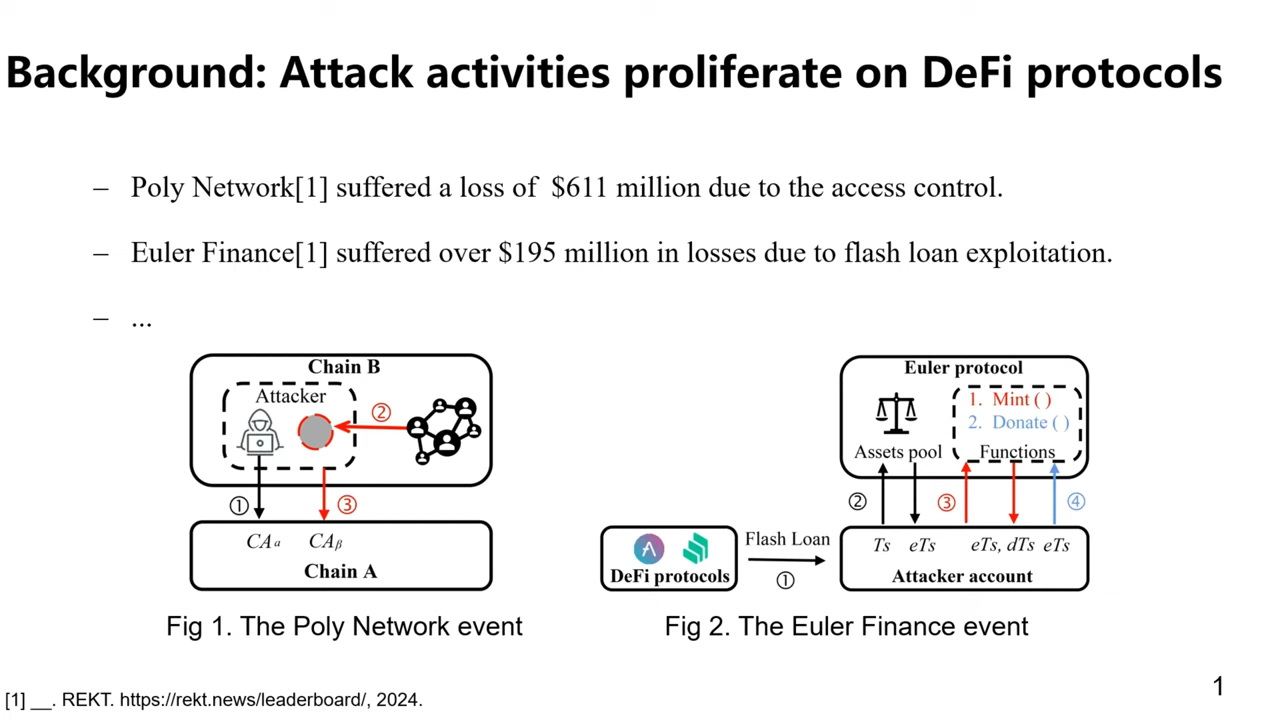 Background: Attack activities proliferate on DeFi protocols
– Poly Network[1] suffered a loss of $611 million due to the access control.
– Euler Finance[1] suffered over $195 million in losses due to flash loan exploitation.
– ...
Chain B
Attacker
②
①
③
CAα CAβ
Chain A
Fig 1. The Poly Network event
Euler protocol
1. Mint ( )
2. Donate ( )
Assets pool
Functions
②
③
④
DeFi protocols
Flash Loan
①
Ts eTs eTs, dTs eTs
Attacker account
Fig 2. The Euler Finance event
[1] __. REKT. https://rekt.news/leaderboard/, 2024.
1